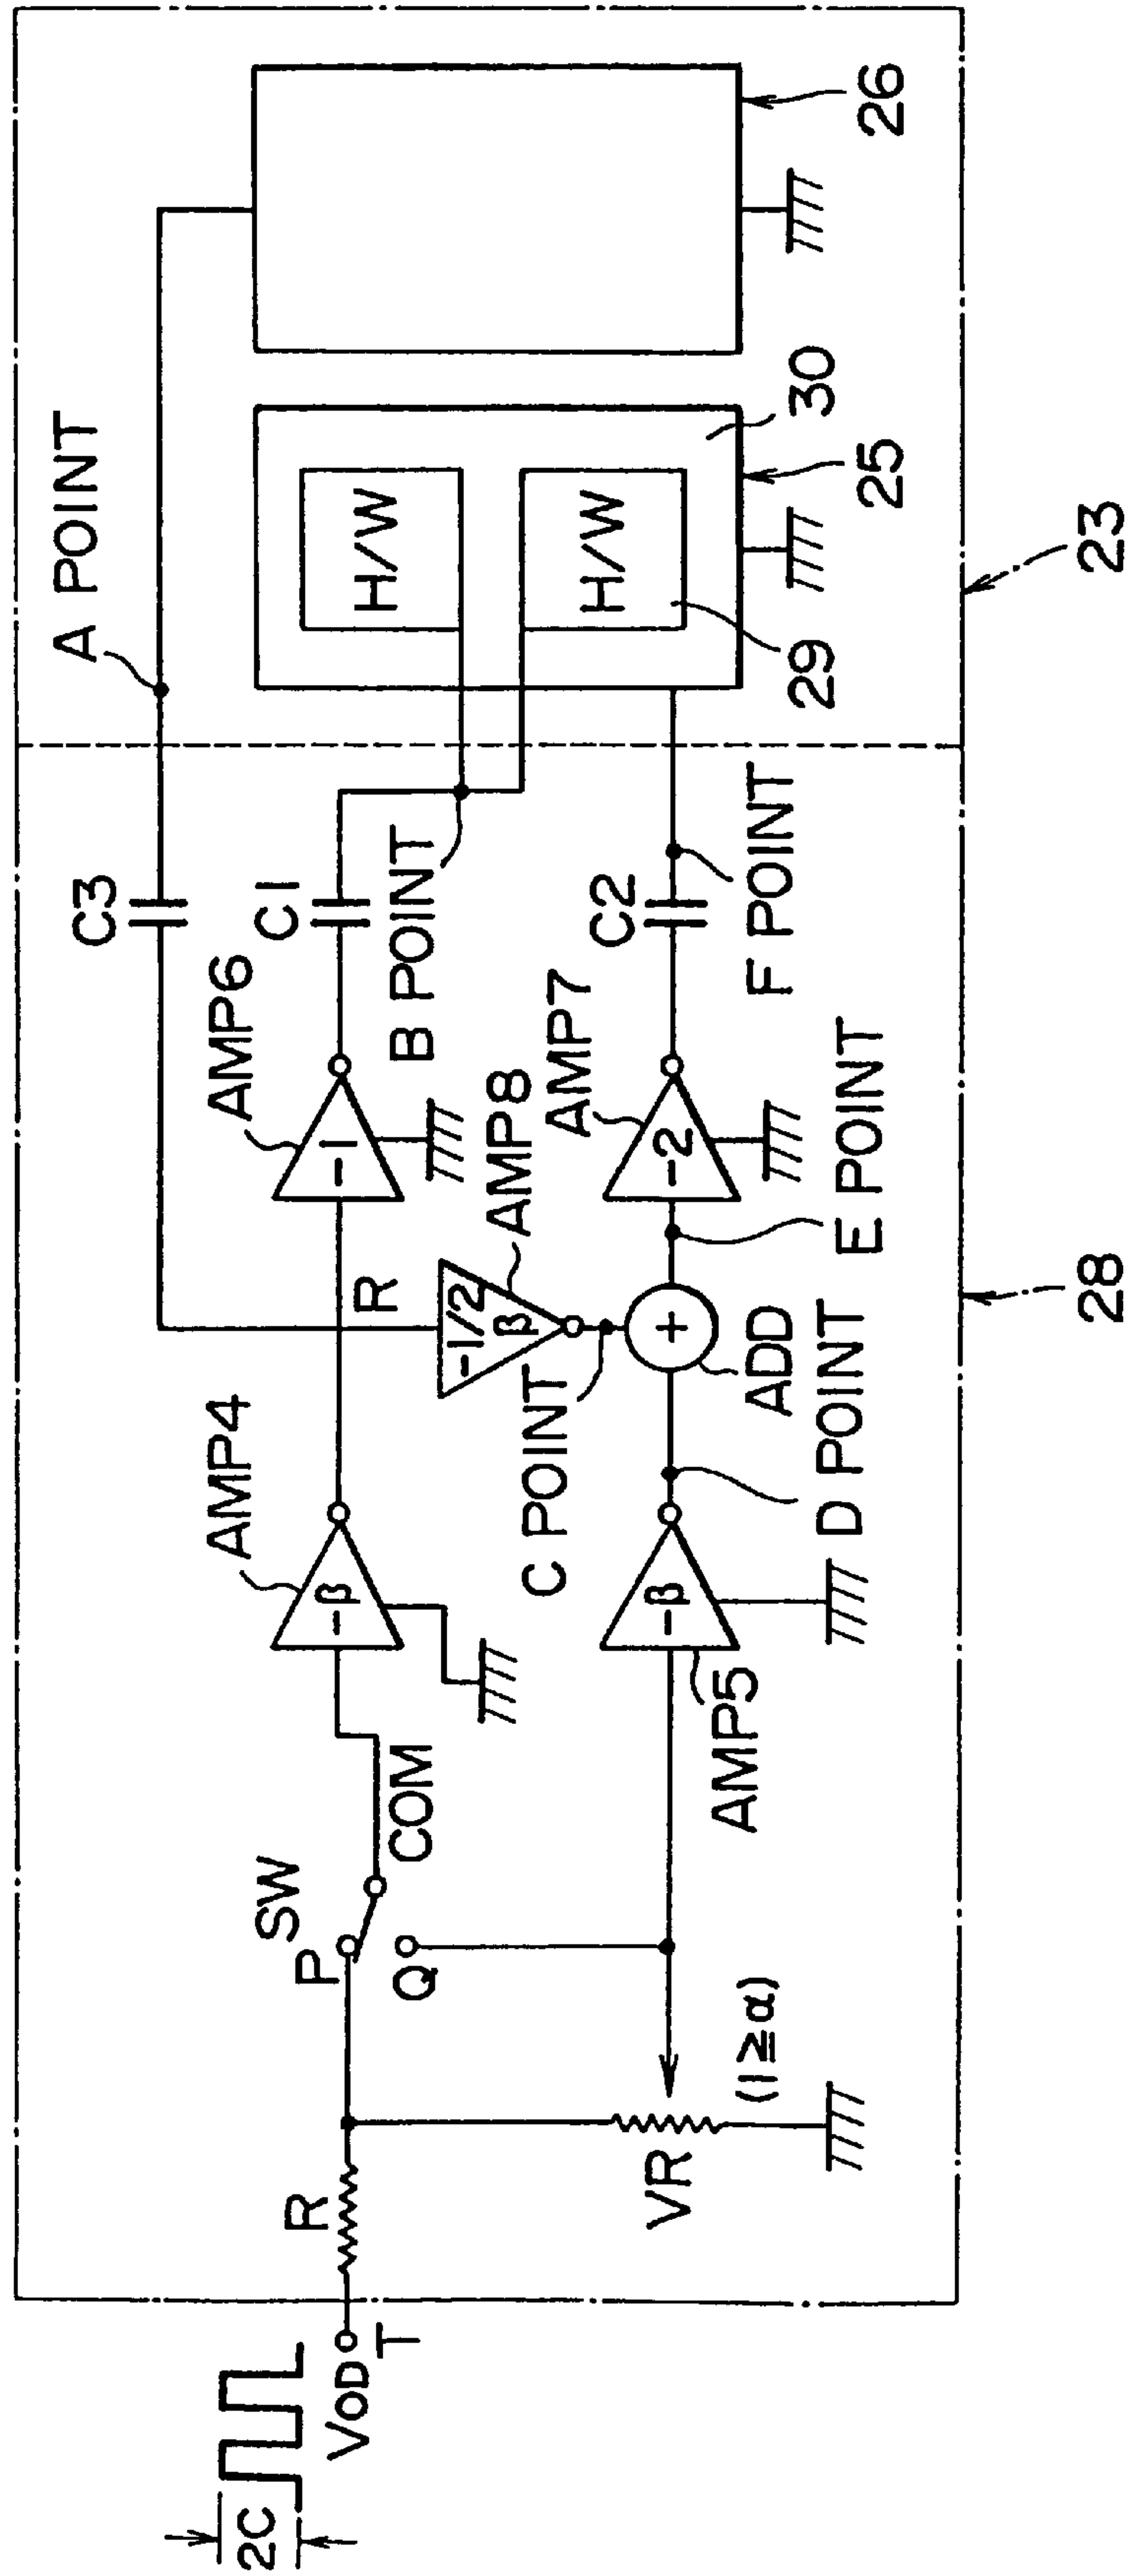 A POINT
C3
AMP6
C1
B POINT
26
30
25
H/W
H/W
29
23
AMP4
R
-1
AMP8
-1/2
β
AMP7
-2
C2
F POINT
-β
C POINT
+
ADD
E POINT
D POINT
-β
AMP5
28
SW
P
COM
Q
R
VR
(1≧α)
2C
VOD
T